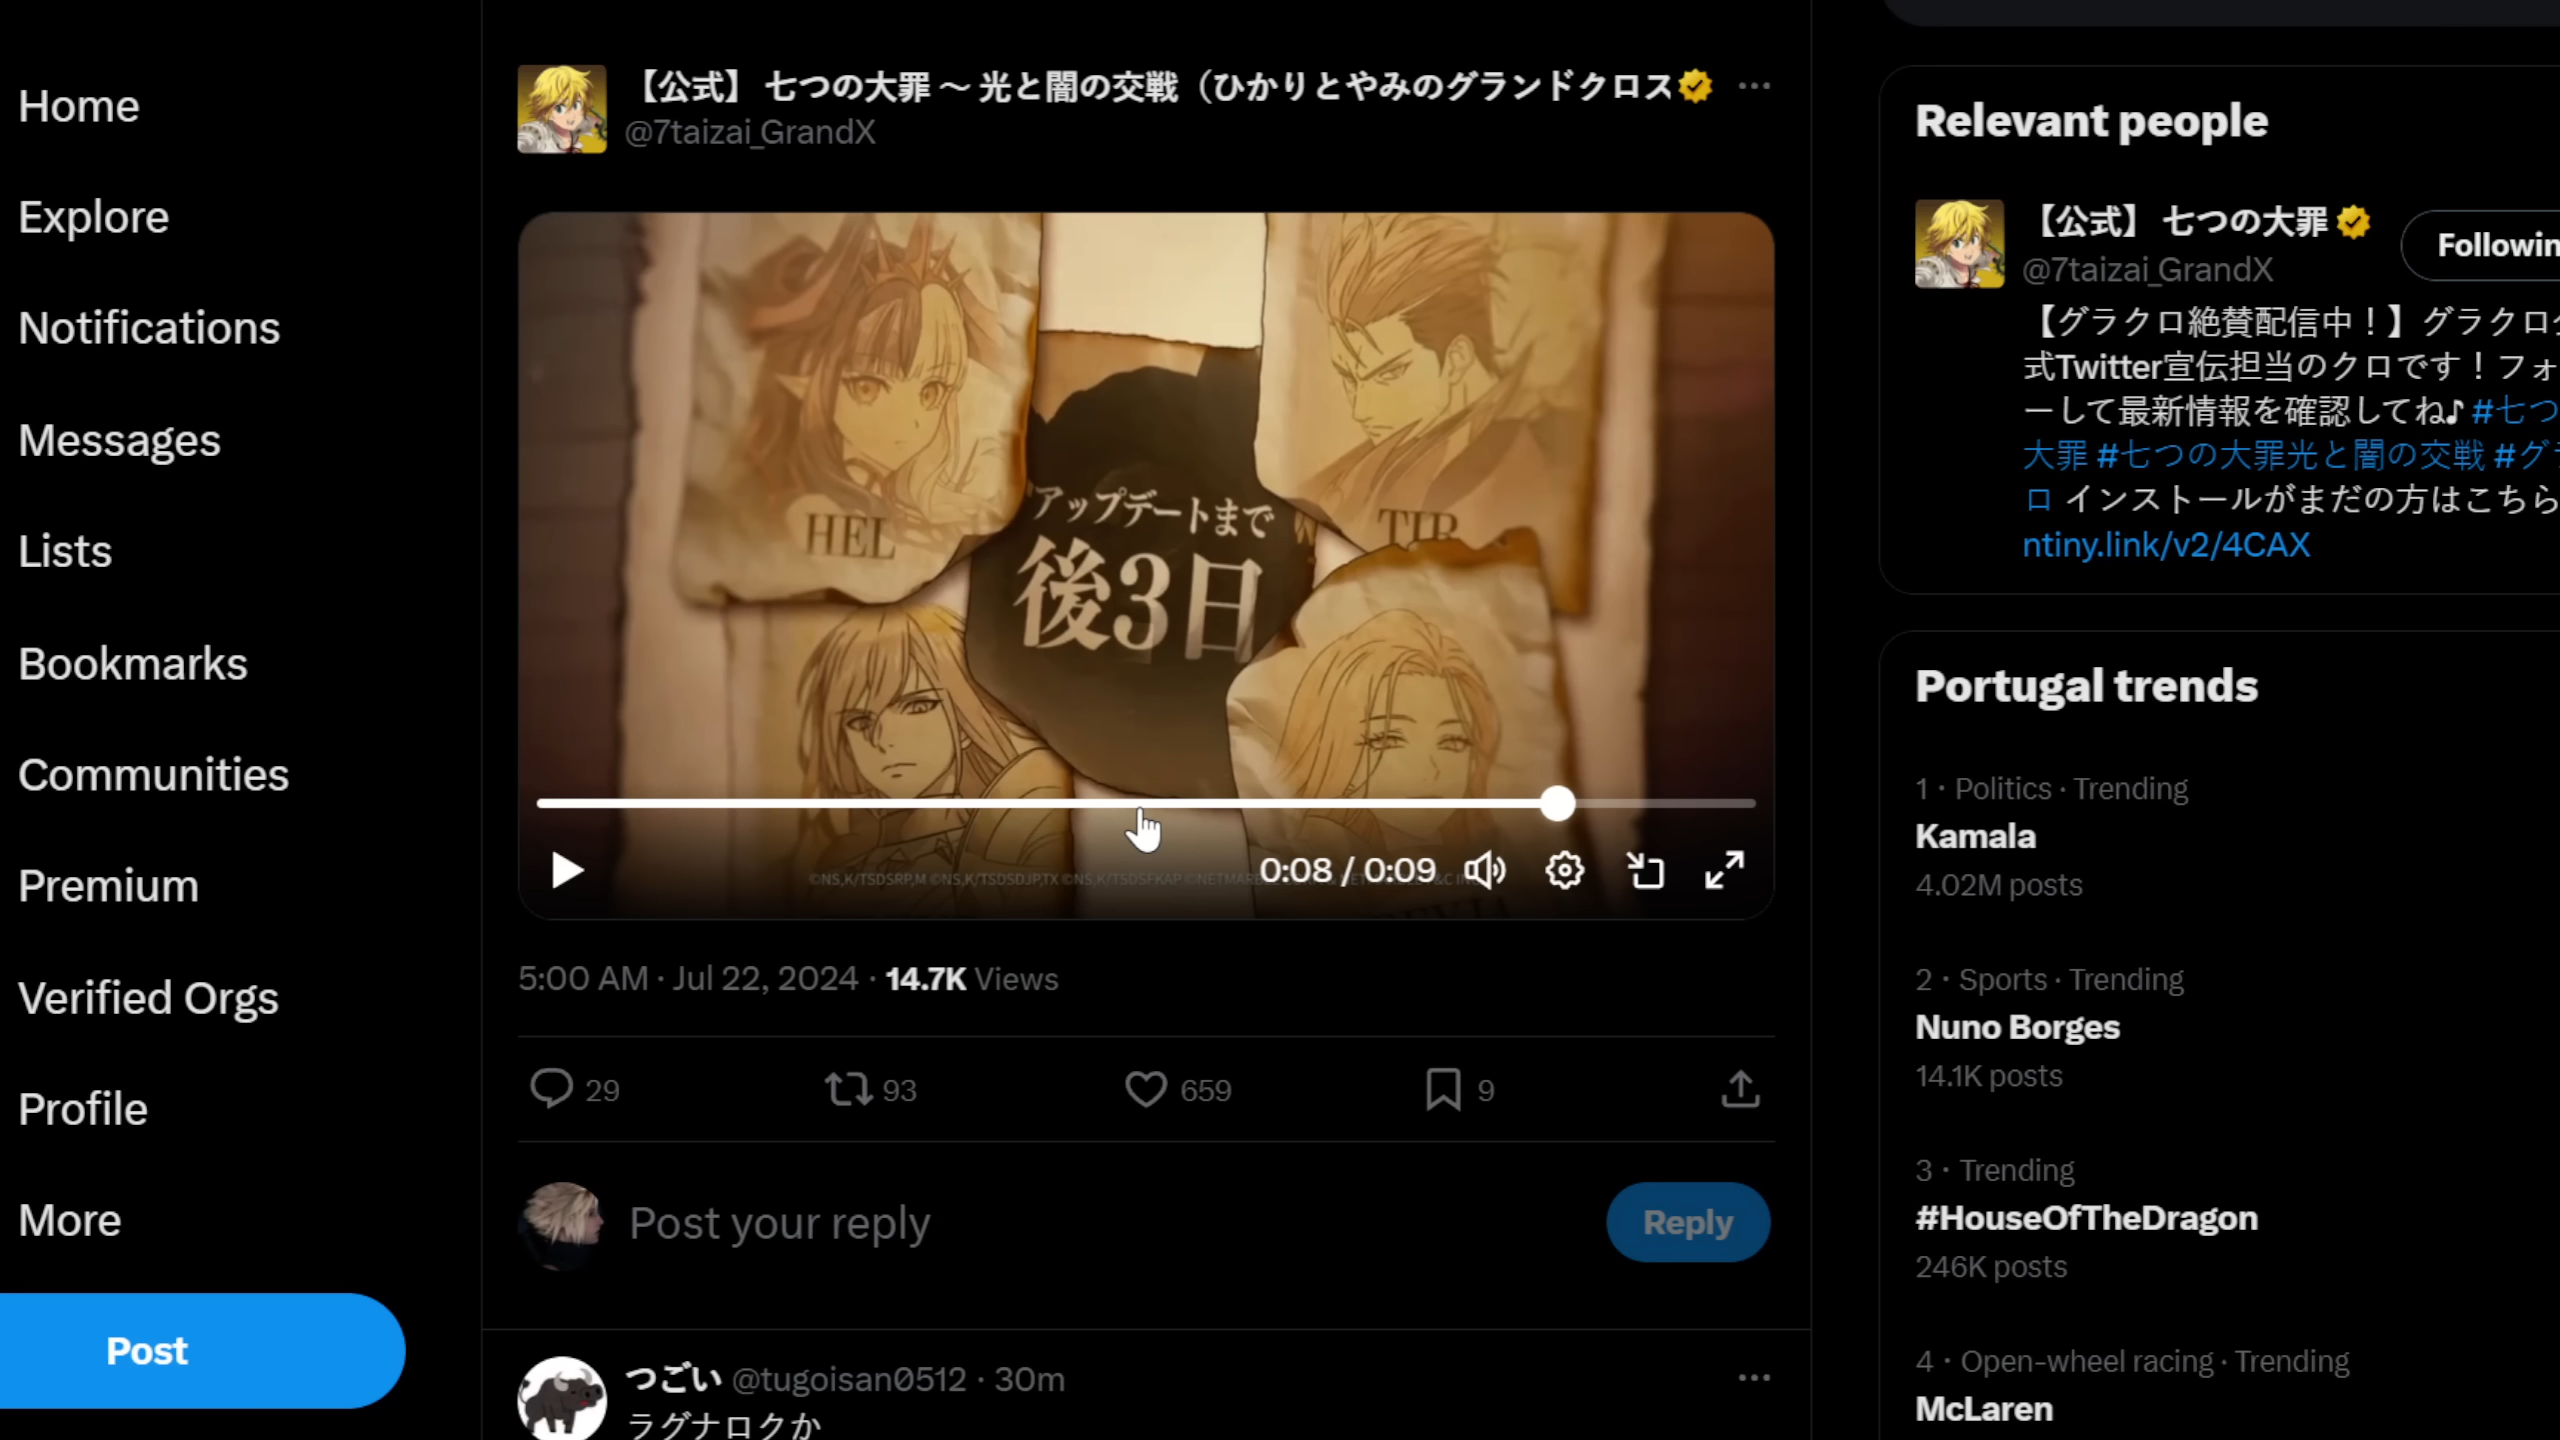 Home
Explore
Notifications
Messages
Lists
Bookmarks
Communities
Premium
Verified Orgs
Profile
More
Post
【公式】 七つの大罪 ～ 光と闇の交戦（ひかりとやみのグランドクロス
@7taizai_GrandX
HEL
TIR
アップデートまで
後3日
0:08 / 0:09
5:00 AM · Jul 22, 2024 · 14.7K Views
29
93
659
9
Post your reply
Reply
つごい @tugoisan0512 · 30m
ラグナロクか
Relevant people
【公式】 七つの大罪
@7taizai_GrandX
Followin
【グラクロ絶賛配信中！】グラクロ
式Twitter宣伝担当のクロです！フォ
ーして最新情報を確認してね♪ #七つ
大罪 #七つの大罪光と闇の交戦 #グ
ロ インストールがまだの方はこちら
ntiny.link/v2/4CAX
Portugal trends
1 · Politics · Trending
Kamala
4.02M posts
2 · Sports · Trending
Nuno Borges
14.1K posts
3 · Trending
#HouseOfTheDragon
246K posts
4 · Open-wheel racing · Trending
McLaren